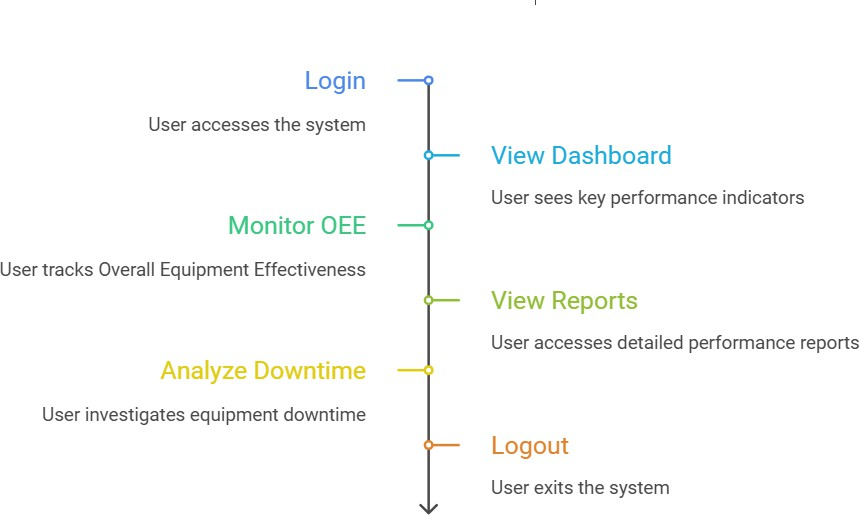 Login
User accesses the system
View Dashboard
User sees key performance indicators
Monitor OEE
User tracks Overall Equipment Effectiveness
View Reports
User accesses detailed performance reports
Analyze Downtime
User investigates equipment downtime
Logout
User exits the system